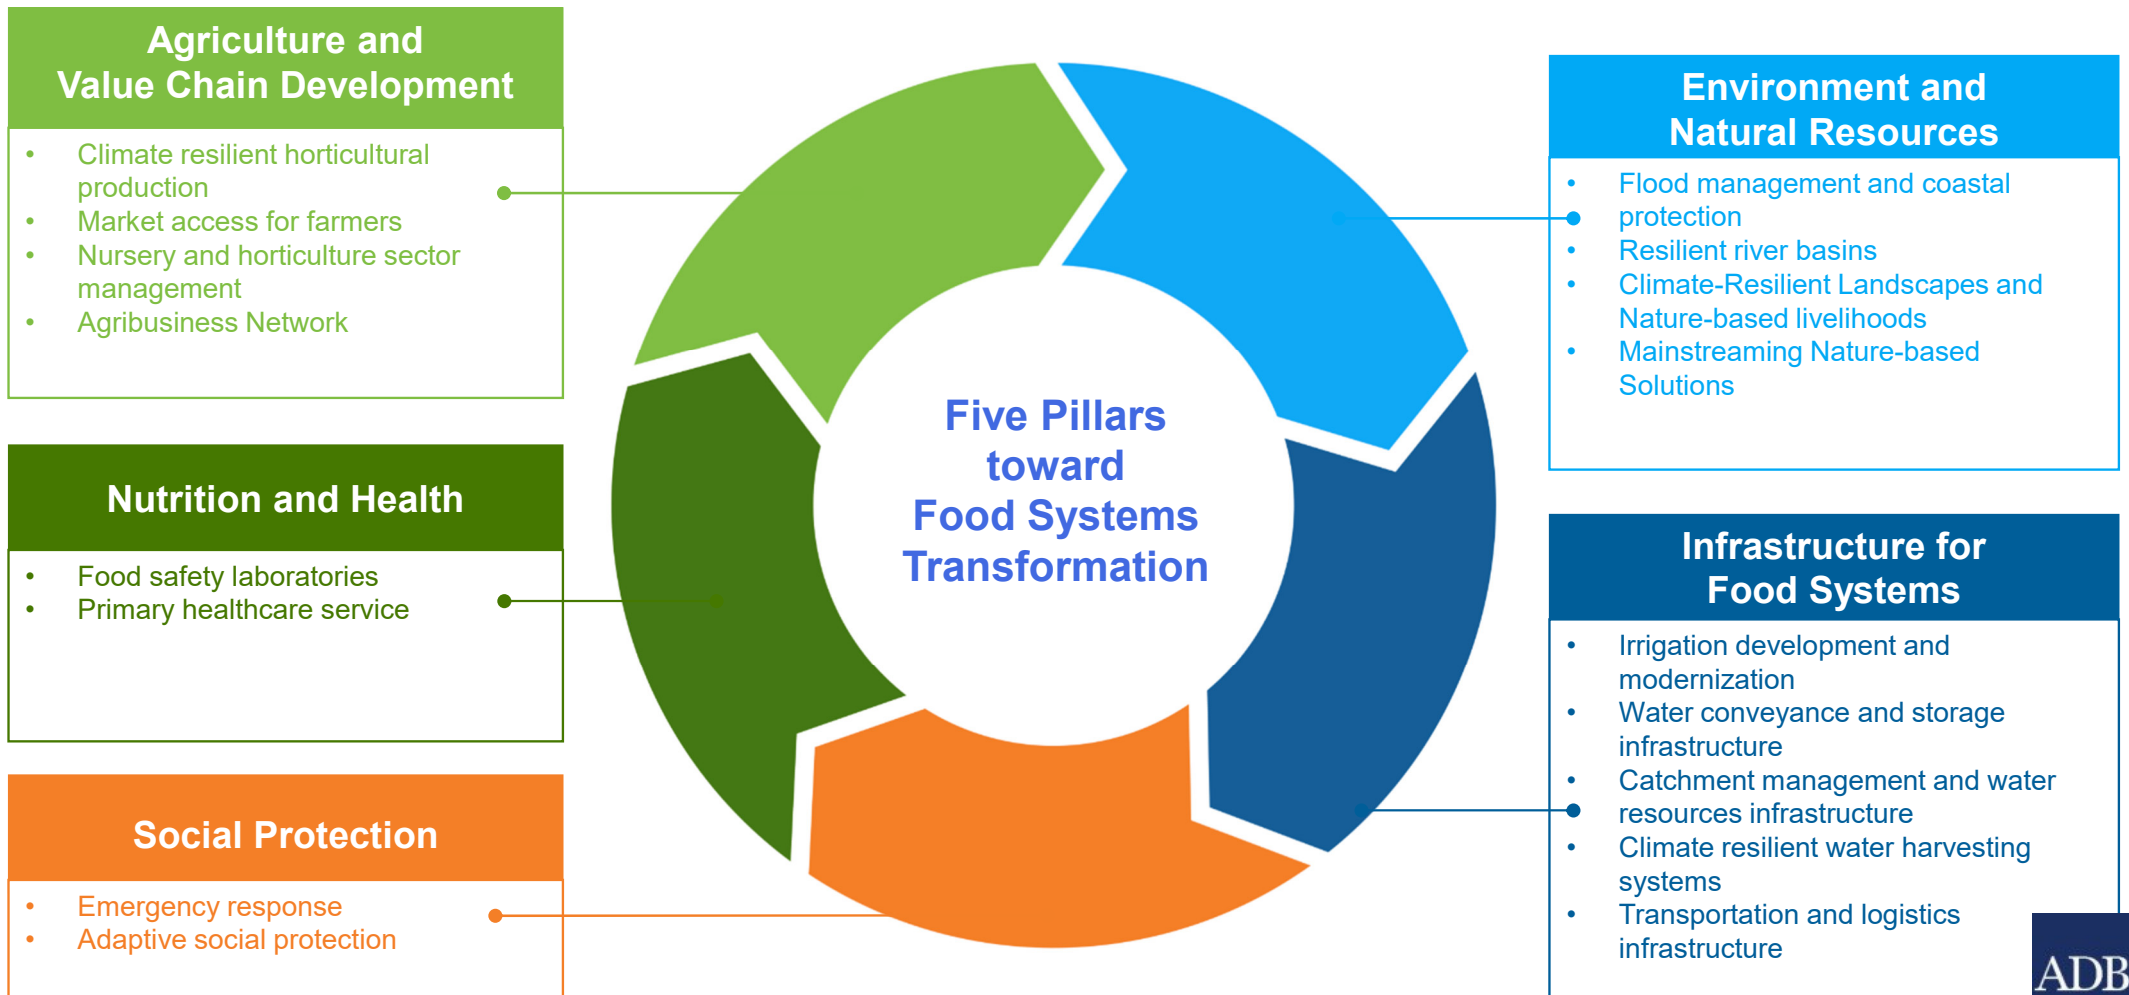 Agriculture and
Value Chain Development
• Climate resilient horticultural
production
• Market access for farmers
• Nursery and horticulture sector
management
• Agribusiness Network
Nutrition and Health
• Food safety laboratories
• Primary healthcare service
Social Protection
• Emergency response
• Adaptive social protection
Five Pillars
toward
Food Systems
Transformation
Environment and
Natural Resources
• Flood management and coastal
protection
• Resilient river basins
• Climate-Resilient Landscapes and
Nature-based livelihoods
• Mainstreaming Nature-based
Solutions
Infrastructure for
Food Systems
• Irrigation development and
modernization
• Water conveyance and storage
infrastructure
• Catchment management and water
resources infrastructure
• Climate resilient water harvesting
systems
• Transportation and logistics
infrastructure
ADB